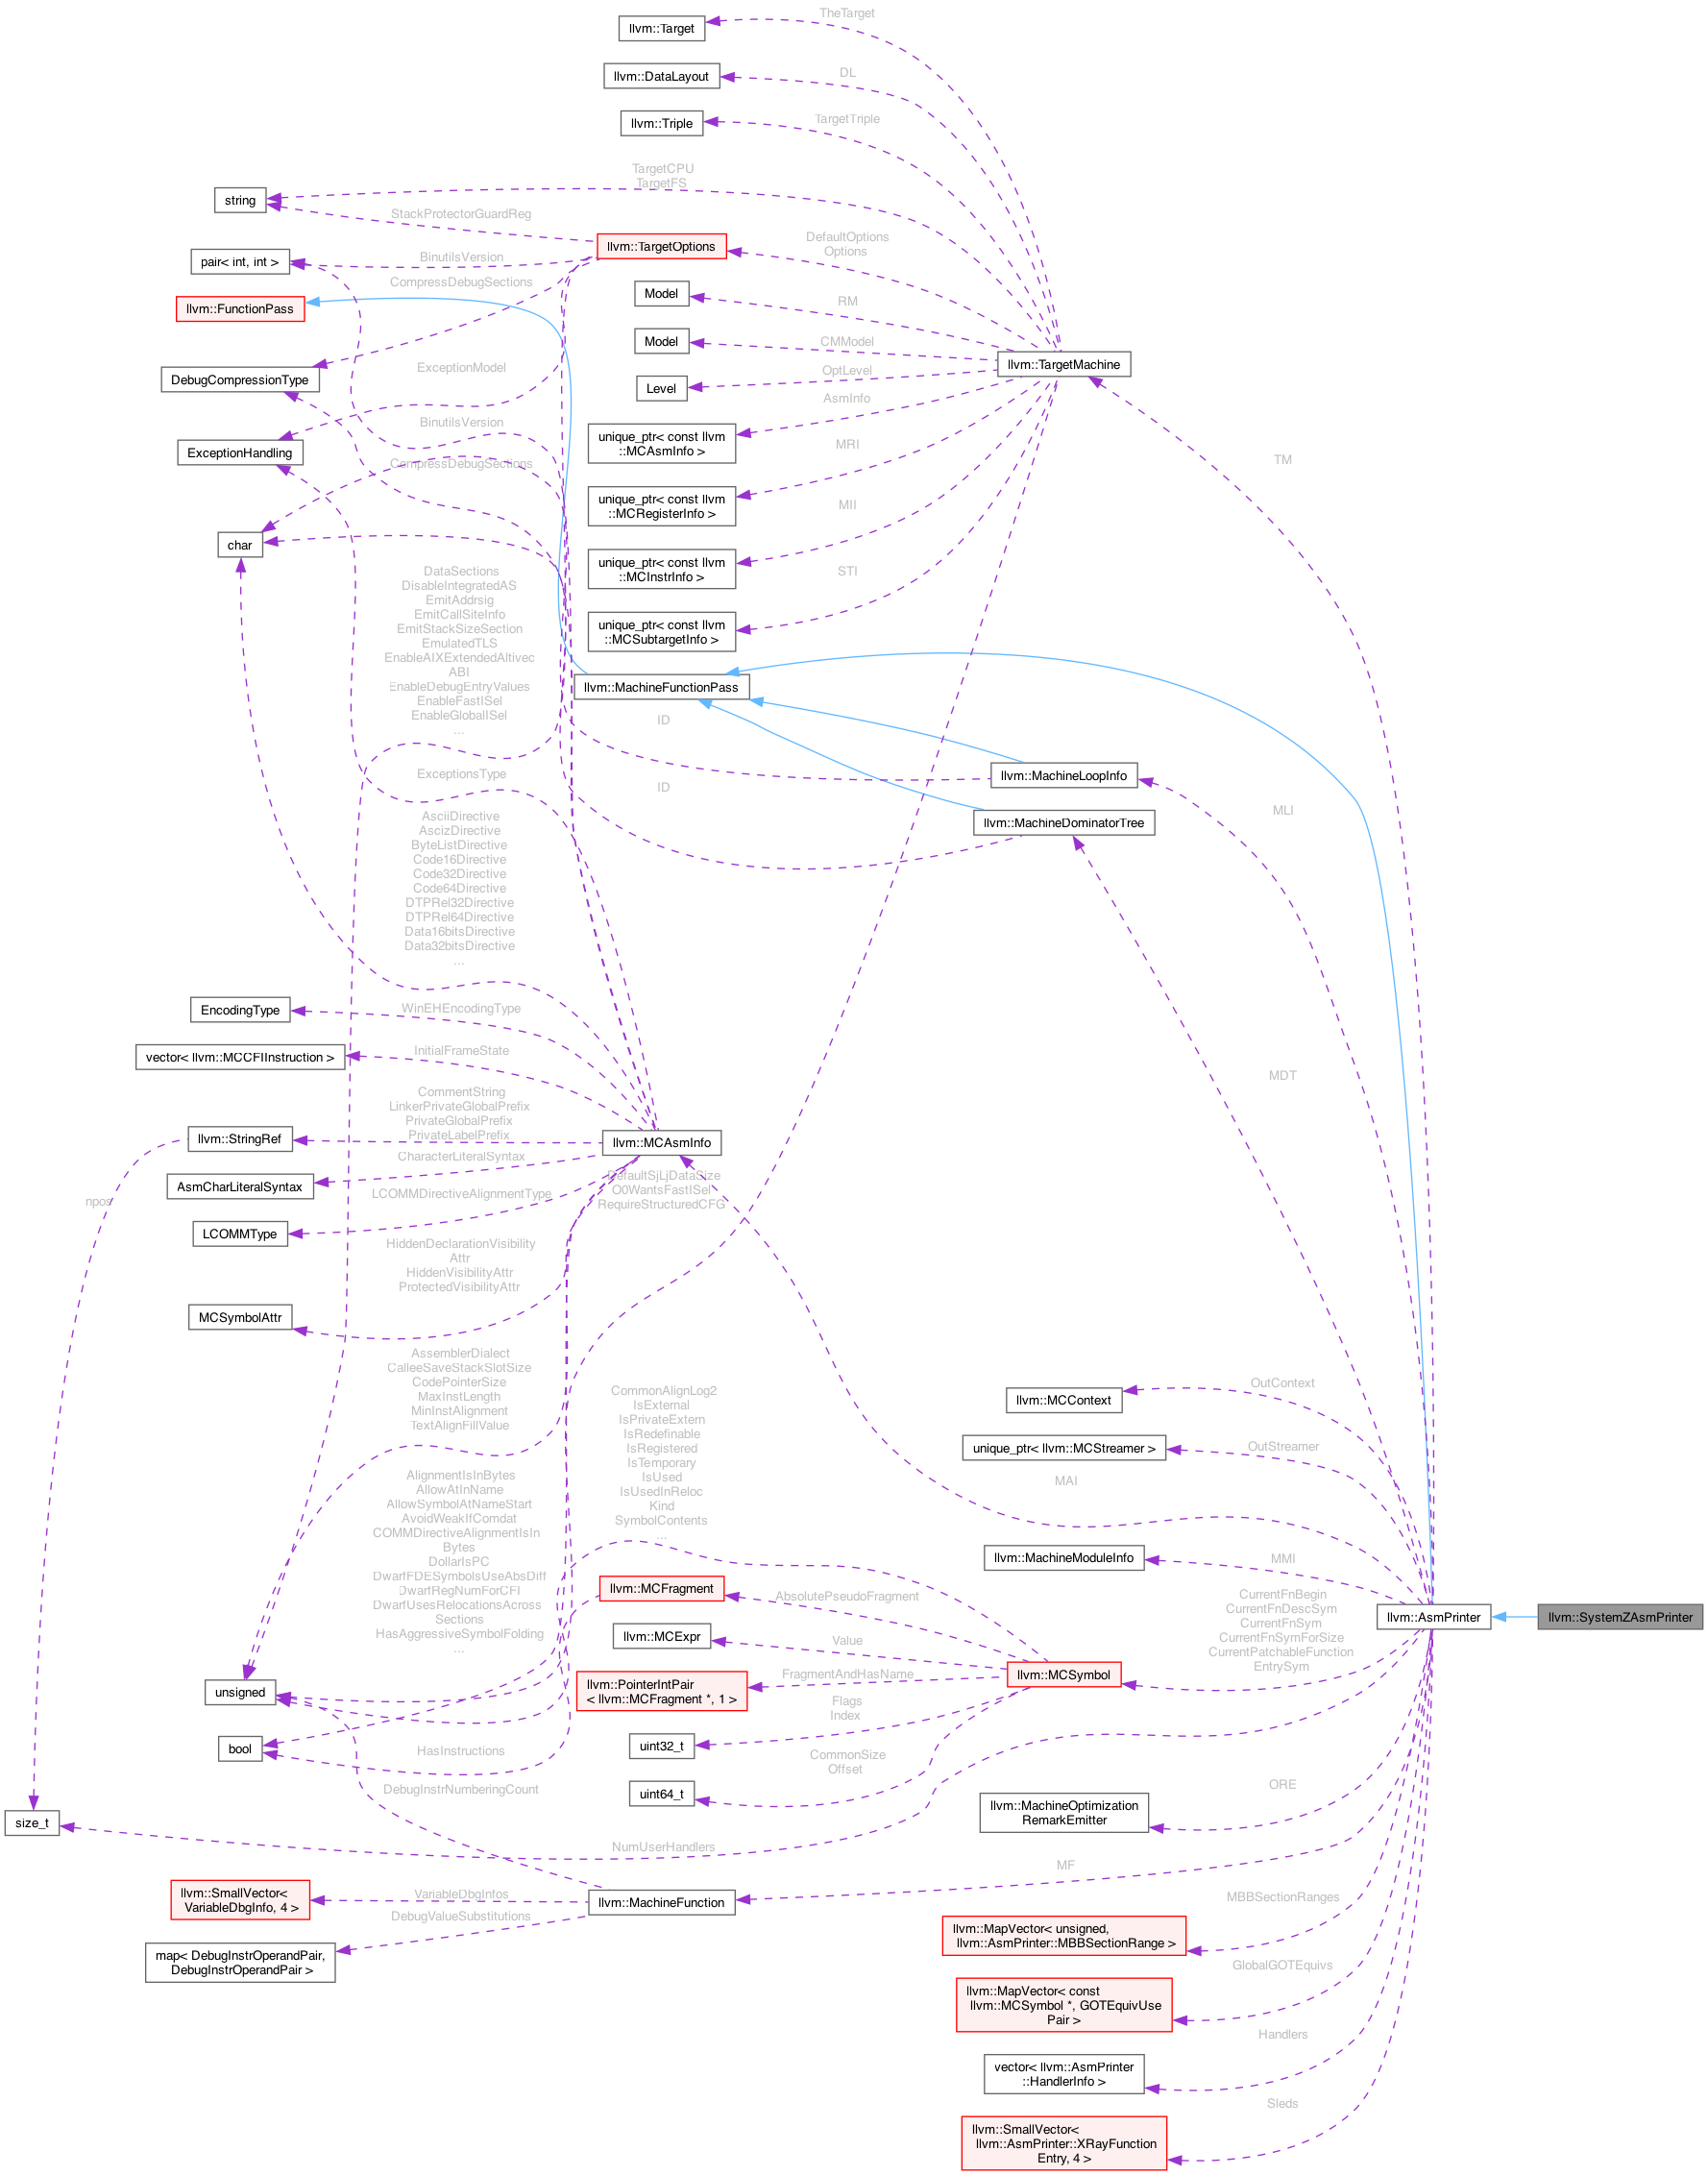 TheTarget
llvm::Target
DL
llvm::DataLayout
TargetTriple
llvm::Triple
TargetCPU
TargetFS
string
StackProtectorGuardReg
llvm::TargetOptions
DefaultOptions
Options
pair< int, int >
BinutilsVersion
CompressDebugSections
llvm::FunctionPass
Model
RM
Model
CMModel
llvm::TargetMachine
DebugCompressionType
ExceptionModel
Level
OptLevel
AsmInfo
BinutilsVersion
unique_ptr< const llvm
::MCAsmInfo >
MRI
TM
ExceptionHandling
CompressDebugSections
unique_ptr< const llvm
::MCRegisterInfo >
MII
char
unique_ptr< const llvm
::MCInstrInfo >
STI
DataSections
DisableIntegratedAS
EmitAddrsig
EmitCallSiteInfo
EmitStackSizeSection
EmulatedTLS
EnableAIXExtendedAltivec
ABI
EnableDebugEntryValues
EnableFastISel
EnableGlobalISel
...
unique_ptr< const llvm
::MCSubtargetInfo >
llvm::MachineFunctionPass
ID
ExceptionsType
ID
llvm::MachineLoopInfo
MLI
llvm::MachineDominatorTree
AsciiDirective
AscizDirective
ByteListDirective
Code16Directive
Code32Directive
Code64Directive
DTPRel32Directive
DTPRel64Directive
Data16bitsDirective
Data32bitsDirective
...
EncodingType
WinEHEncodingType
vector< llvm::MCCFIInstruction >
InitialFrameState
MDT
CommentString
LinkerPrivateGlobalPrefix
PrivateGlobalPrefix
PrivateLabelPrefix
llvm::StringRef
llvm::MCAsmInfo
CharacterLiteralSyntax
AsmCharLiteralSyntax
LCOMMDirectiveAlignmentType
DefaultSjLjDataSize
O0WantsFastISel
RequireStructuredCFG
npos
LCOMMType
HiddenDeclarationVisibility
Attr
HiddenVisibilityAttr
ProtectedVisibilityAttr
MCSymbolAttr
AssemblerDialect
CalleeSaveStackSlotSize
CodePointerSize
MaxInstLength
MinInstAlignment
TextAlignFillValue
CommonAlignLog2
IsExternal
IsPrivateExtern
IsRedefinable
IsRegistered
IsTemporary
IsUsed
IsUsedInReloc
Kind
SymbolContents
...
OutContext
llvm::MCContext
unique_ptr< llvm::MCStreamer >
OutStreamer
MAI
AlignmentIsInBytes
AllowAtInName
AllowSymbolAtNameStart
AvoidWeakIfComdat
COMMDirectiveAlignmentIsIn
Bytes
DollarIsPC
DwarfFDESymbolsUseAbsDiff
DwarfRegNumForCFI
DwarfUsesRelocationsAcross
Sections
HasAggressiveSymbolFolding
...
llvm::MachineModuleInfo
MMI
llvm::MCFragment
AbsolutePseudoFragment
CurrentFnBegin
CurrentFnDescSym
CurrentFnSym
CurrentFnSymForSize
CurrentPatchableFunction
EntrySym
llvm::AsmPrinter
llvm::SystemZAsmPrinter
llvm::MCExpr
Value
llvm::MCSymbol
llvm::PointerIntPair
< llvm::MCFragment *, 1 >
FragmentAndHasName
unsigned
Flags
Index
uint32_t
bool
HasInstructions
CommonSize
Offset
uint64_t
DebugInstrNumberingCount
ORE
llvm::MachineOptimization
RemarkEmitter
size_t
NumUserHandlers
MF
llvm::SmallVector<
VariableDbgInfo, 4 >
VariableDbgInfos
llvm::MachineFunction
MBBSectionRanges
DebugValueSubstitutions
llvm::MapVector< unsigned,
llvm::AsmPrinter::MBBSectionRange >
map< DebugInstrOperandPair,
DebugInstrOperandPair >
GlobalGOTEquivs
llvm::MapVector< const
llvm::MCSymbol *, GOTEquivUse
Pair >
Handlers
vector< llvm::AsmPrinter
::HandlerInfo >
Sleds
llvm::SmallVector<
llvm::AsmPrinter::XRayFunction
Entry, 4 >